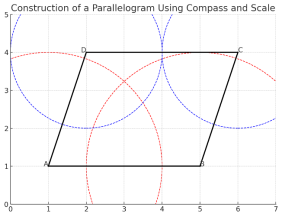 Construction of a Parallelogram Using Compass and Scale
5
4
3
2
1
0
D
C
A
B
0 1 2 3 4 5 6 7